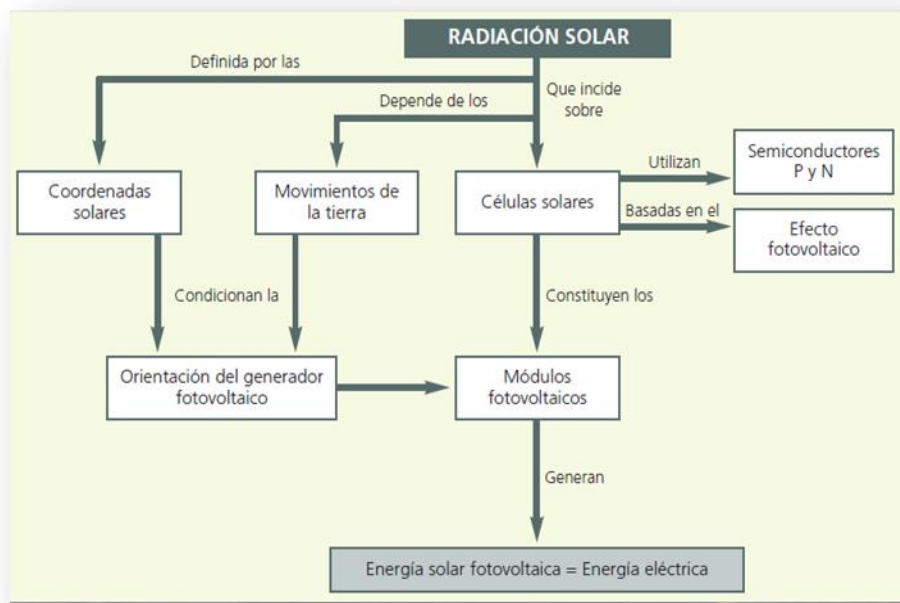 RADIACIÓN SOLAR
Definida por las
Depende de los
Que incide
sobre
Coordenadas
solares
Movimientos de
la tierra
Células solares
Utilizan
Semiconductores
P y N
Basadas en el
Efecto
fotovoltaico
Condicionan la
Constituyen los
Orientación del generador
fotovoltaico
Módulos
fotovoltaicos
Generan
Energía solar fotovoltaica = Energía eléctrica